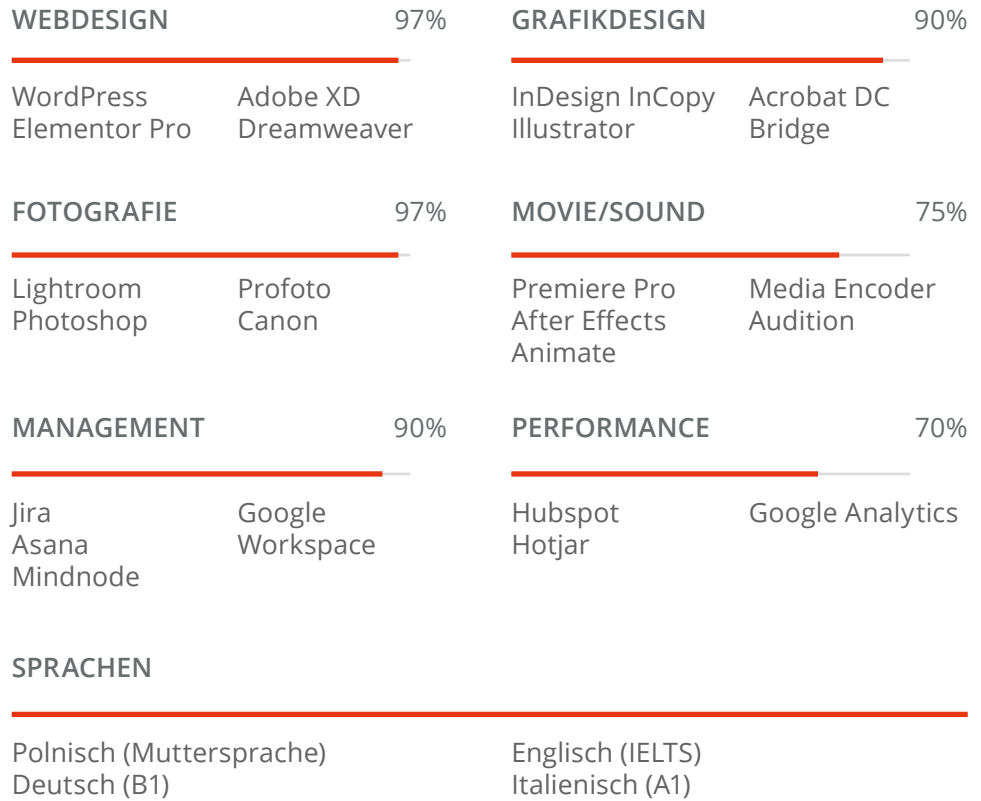 WEBDESIGN 97%
WordPress Adobe XD
Elementor Pro Dreamweaver
GRAFIKDESIGN 90%
InDesign InCopy Acrobat DC
Illustrator Bridge
FOTOGRAFIE 97%
Lightroom Profoto
Photoshop Canon
MOVIE/SOUND 75%
Premiere Pro Media Encoder
After Effects Audition
Animate
MANAGEMENT 90%
Jira Google
Asana Workspace
Mindnode
PERFORMANCE 70%
Hubspot Google Analytics
Hotjar
SPRACHEN
Polnisch (Muttersprache) Englisch (IELTS)
Deutsch (B1) Italienisch (A1)